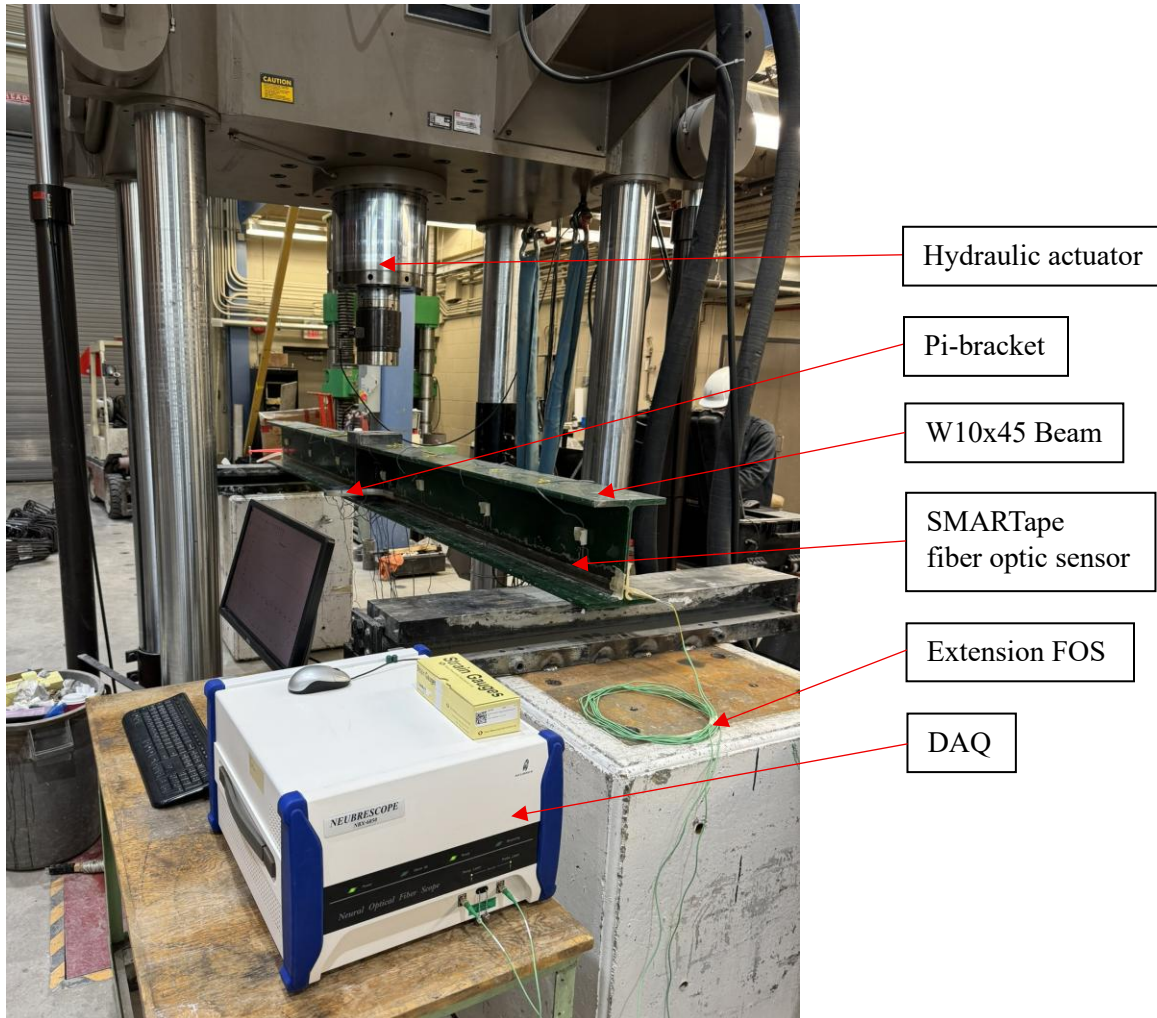 CAUTION
Hydraulic actuator
Pi-bracket
W10x45 Beam
SMARTape
fiber optic sensor
Extension FOS
DAQ
Strain Gauges
NEUBRESCOPE
NBX-6050
Neural Optical Fiber Scope